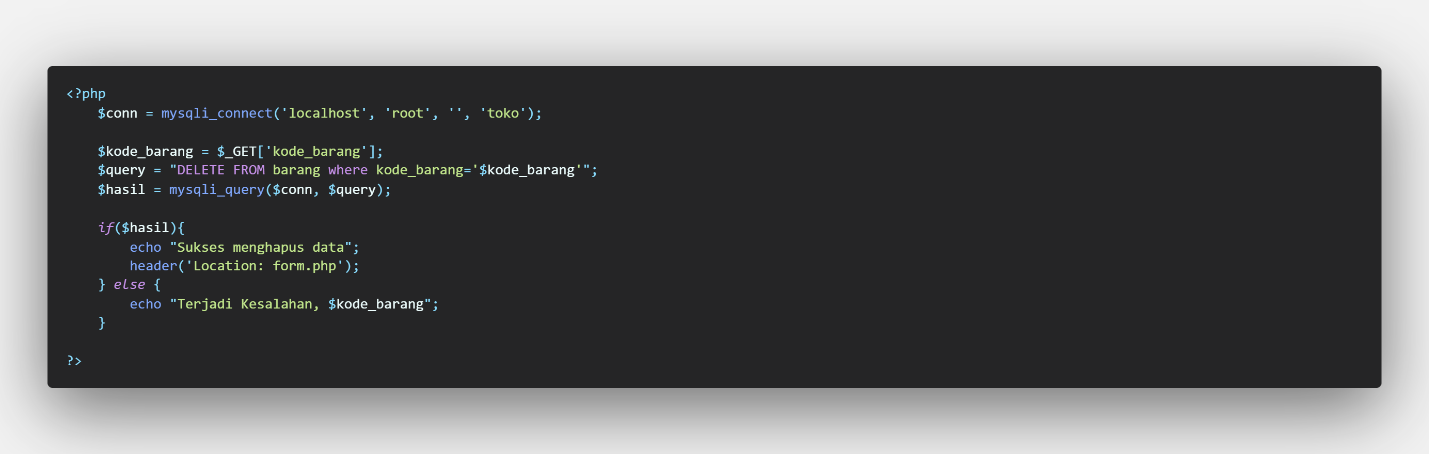 <?php
    $conn = mysqli_connect('localhost', 'root', '', 'toko');

    $kode_barang = $_GET['kode_barang'];
    $query = "DELETE FROM barang where kode_barang='$kode_barang'";
    $hasil = mysqli_query($conn, $query);

    if($hasil){
        echo "Sukses menghapus data";
        header('Location: form.php');
    } else {
        echo "Terjadi Kesalahan, $kode_barang";
    }

?>